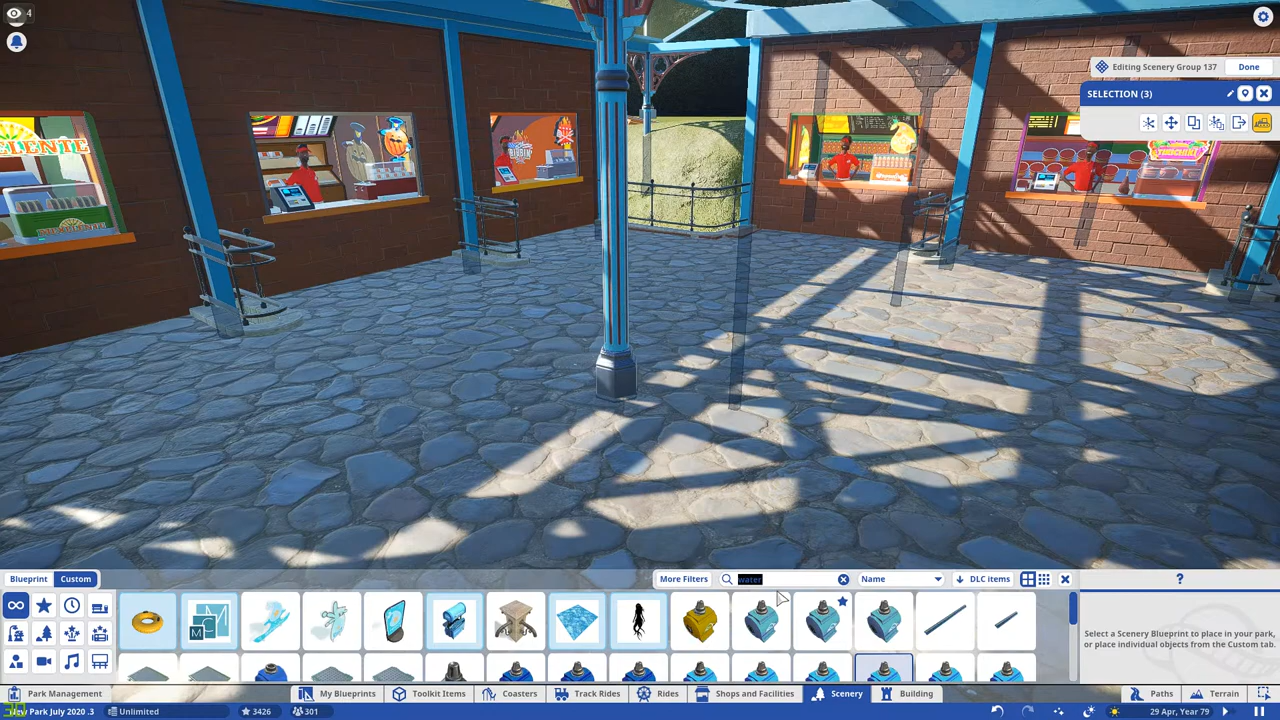 4
Editing Scenery Group 137
Done
SELECTION (3)
Blueprint
Custom
More Filters
water
Name
DLC items
?
Select a Scenery Blueprint to place in your park,
or place individual objects from the Custom tab.
Park Management
My Blueprints
Toolkit Items
Coasters
Track Rides
Rides
Shops and Facilities
Scenery
Building
Paths
Terrain
Park July 2020 .3
Unlimited
3426
301
29 Apr, Year 79